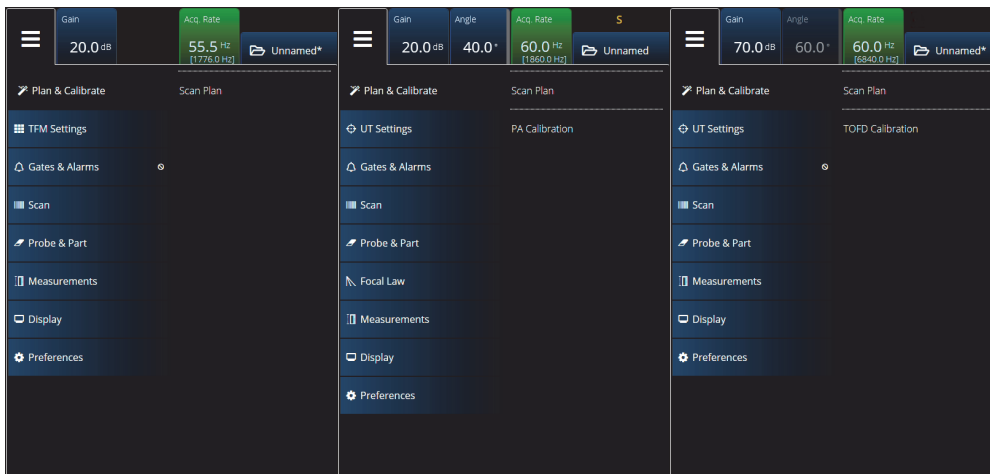 Gain
20.0 dB
Acq. Rate
55.5 Hz
[1776.0 Hz]
Unnamed*
Plan & Calibrate
Scan Plan
TFM Settings
Gates & Alarms
Scan
Probe & Part
Measurements
Display
Preferences
Gain
20.0 dB
Angle
40.0 °
Acq. Rate
60.0 Hz
[1860.0 Hz]
S
Unnamed
Plan & Calibrate
Scan Plan
UT Settings
PA Calibration
Gates & Alarms
Scan
Probe & Part
Focal Law
Measurements
Display
Preferences
Gain
70.0 dB
Angle
60.0 °
Acq. Rate
60.0 Hz
[6840.0 Hz]
Unnamed*
Plan & Calibrate
Scan Plan
UT Settings
TOFD Calibration
Gates & Alarms
Scan
Probe & Part
Measurements
Display
Preferences